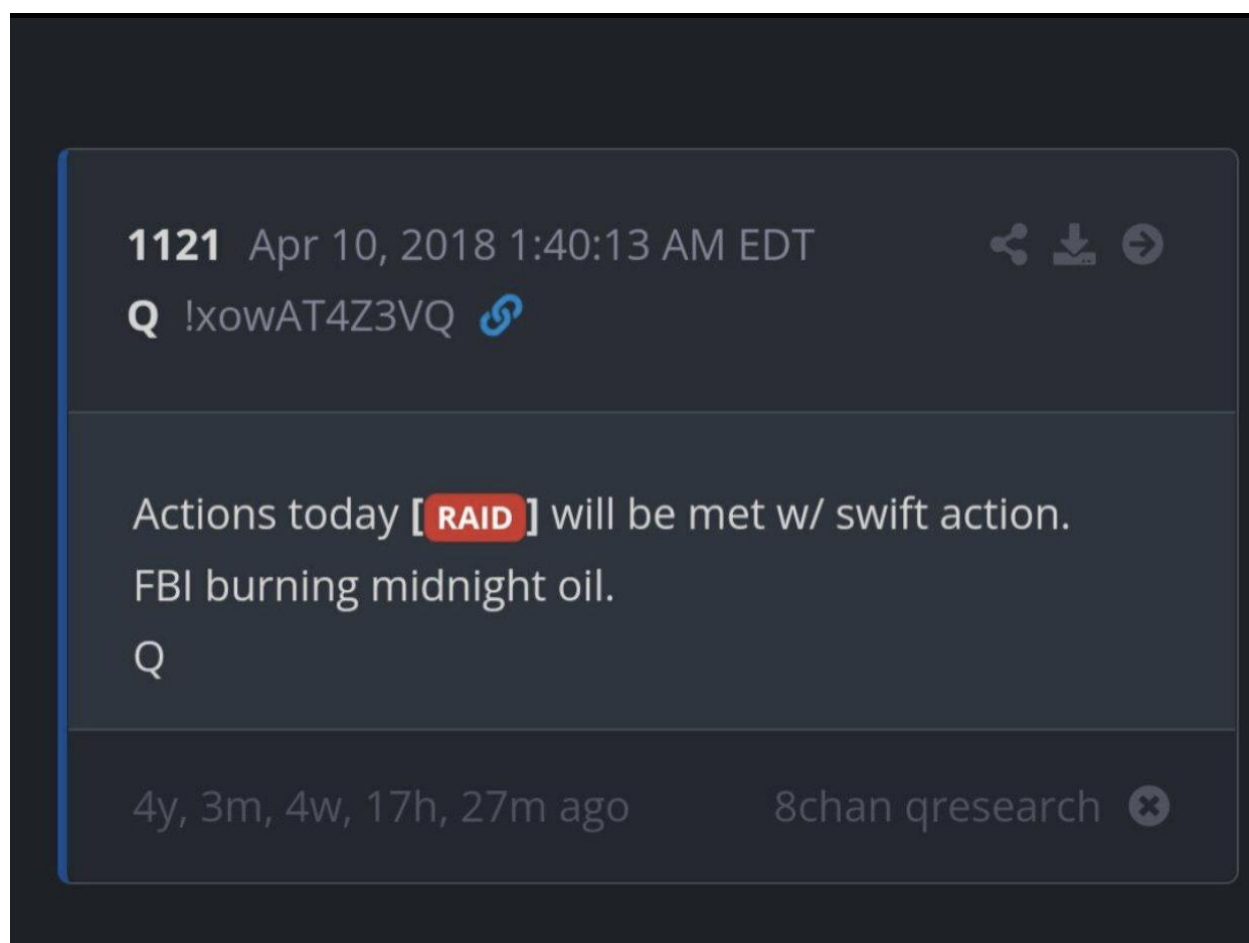 1121 Apr 10, 2018 1:40:13 AM EDT
Q !xowAT4Z3VQ
Actions today [RAID] will be met w/ swift action.
FBI burning midnight oil.
Q
4y, 3m, 4w, 17h, 27m ago 8chan qresearch